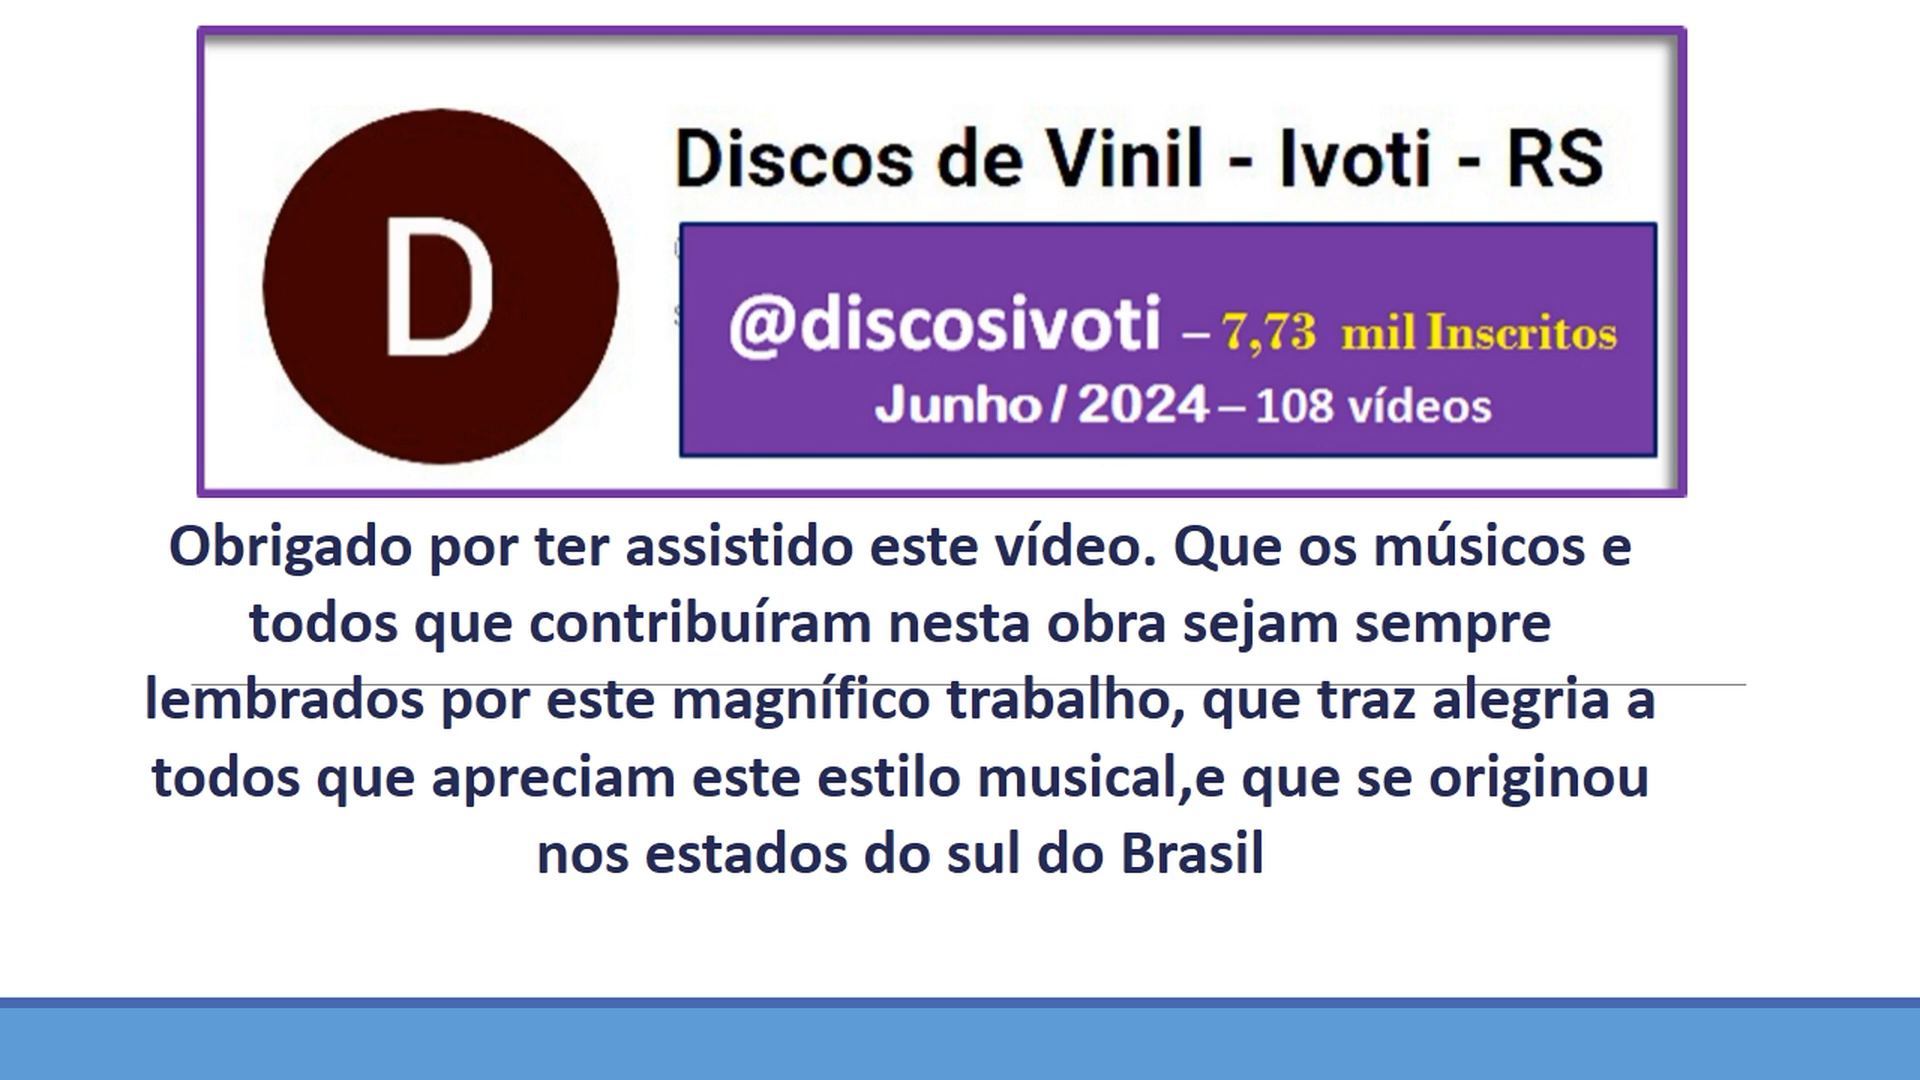 D
Discos de Vinil - Ivoti - RS
@discosivoti – 7,73 mil Inscritos
Junho / 2024 – 108 vídeos
Obrigado por ter assistido este vídeo. Que os músicos e
todos que contribuíram nesta obra sejam sempre
lembrados por este magnífico trabalho, que traz alegria a
todos que apreciam este estilo musical,e que se originou
nos estados do sul do Brasil